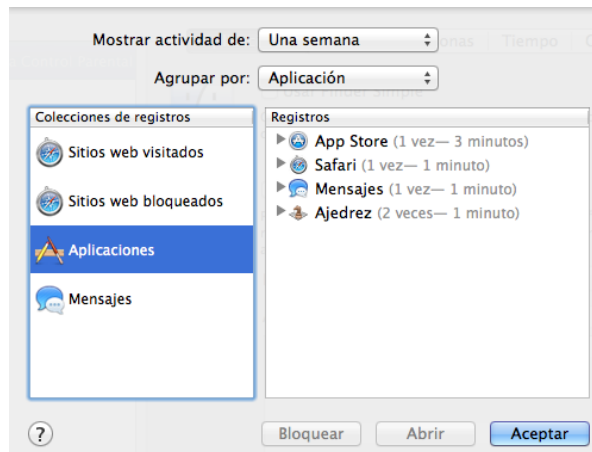 Mostrar actividad de: Una semana
Agrupar por: Aplicación
Colecciones de registros
Sitios web visitados
Sitios web bloqueados
Aplicaciones
Mensajes
Registros
App Store (1 vez— 3 minutos)
Safari (1 vez— 1 minuto)
Mensajes (1 vez— 1 minuto)
Ajedrez (2 veces— 1 minuto)
? Bloquear Abrir Aceptar